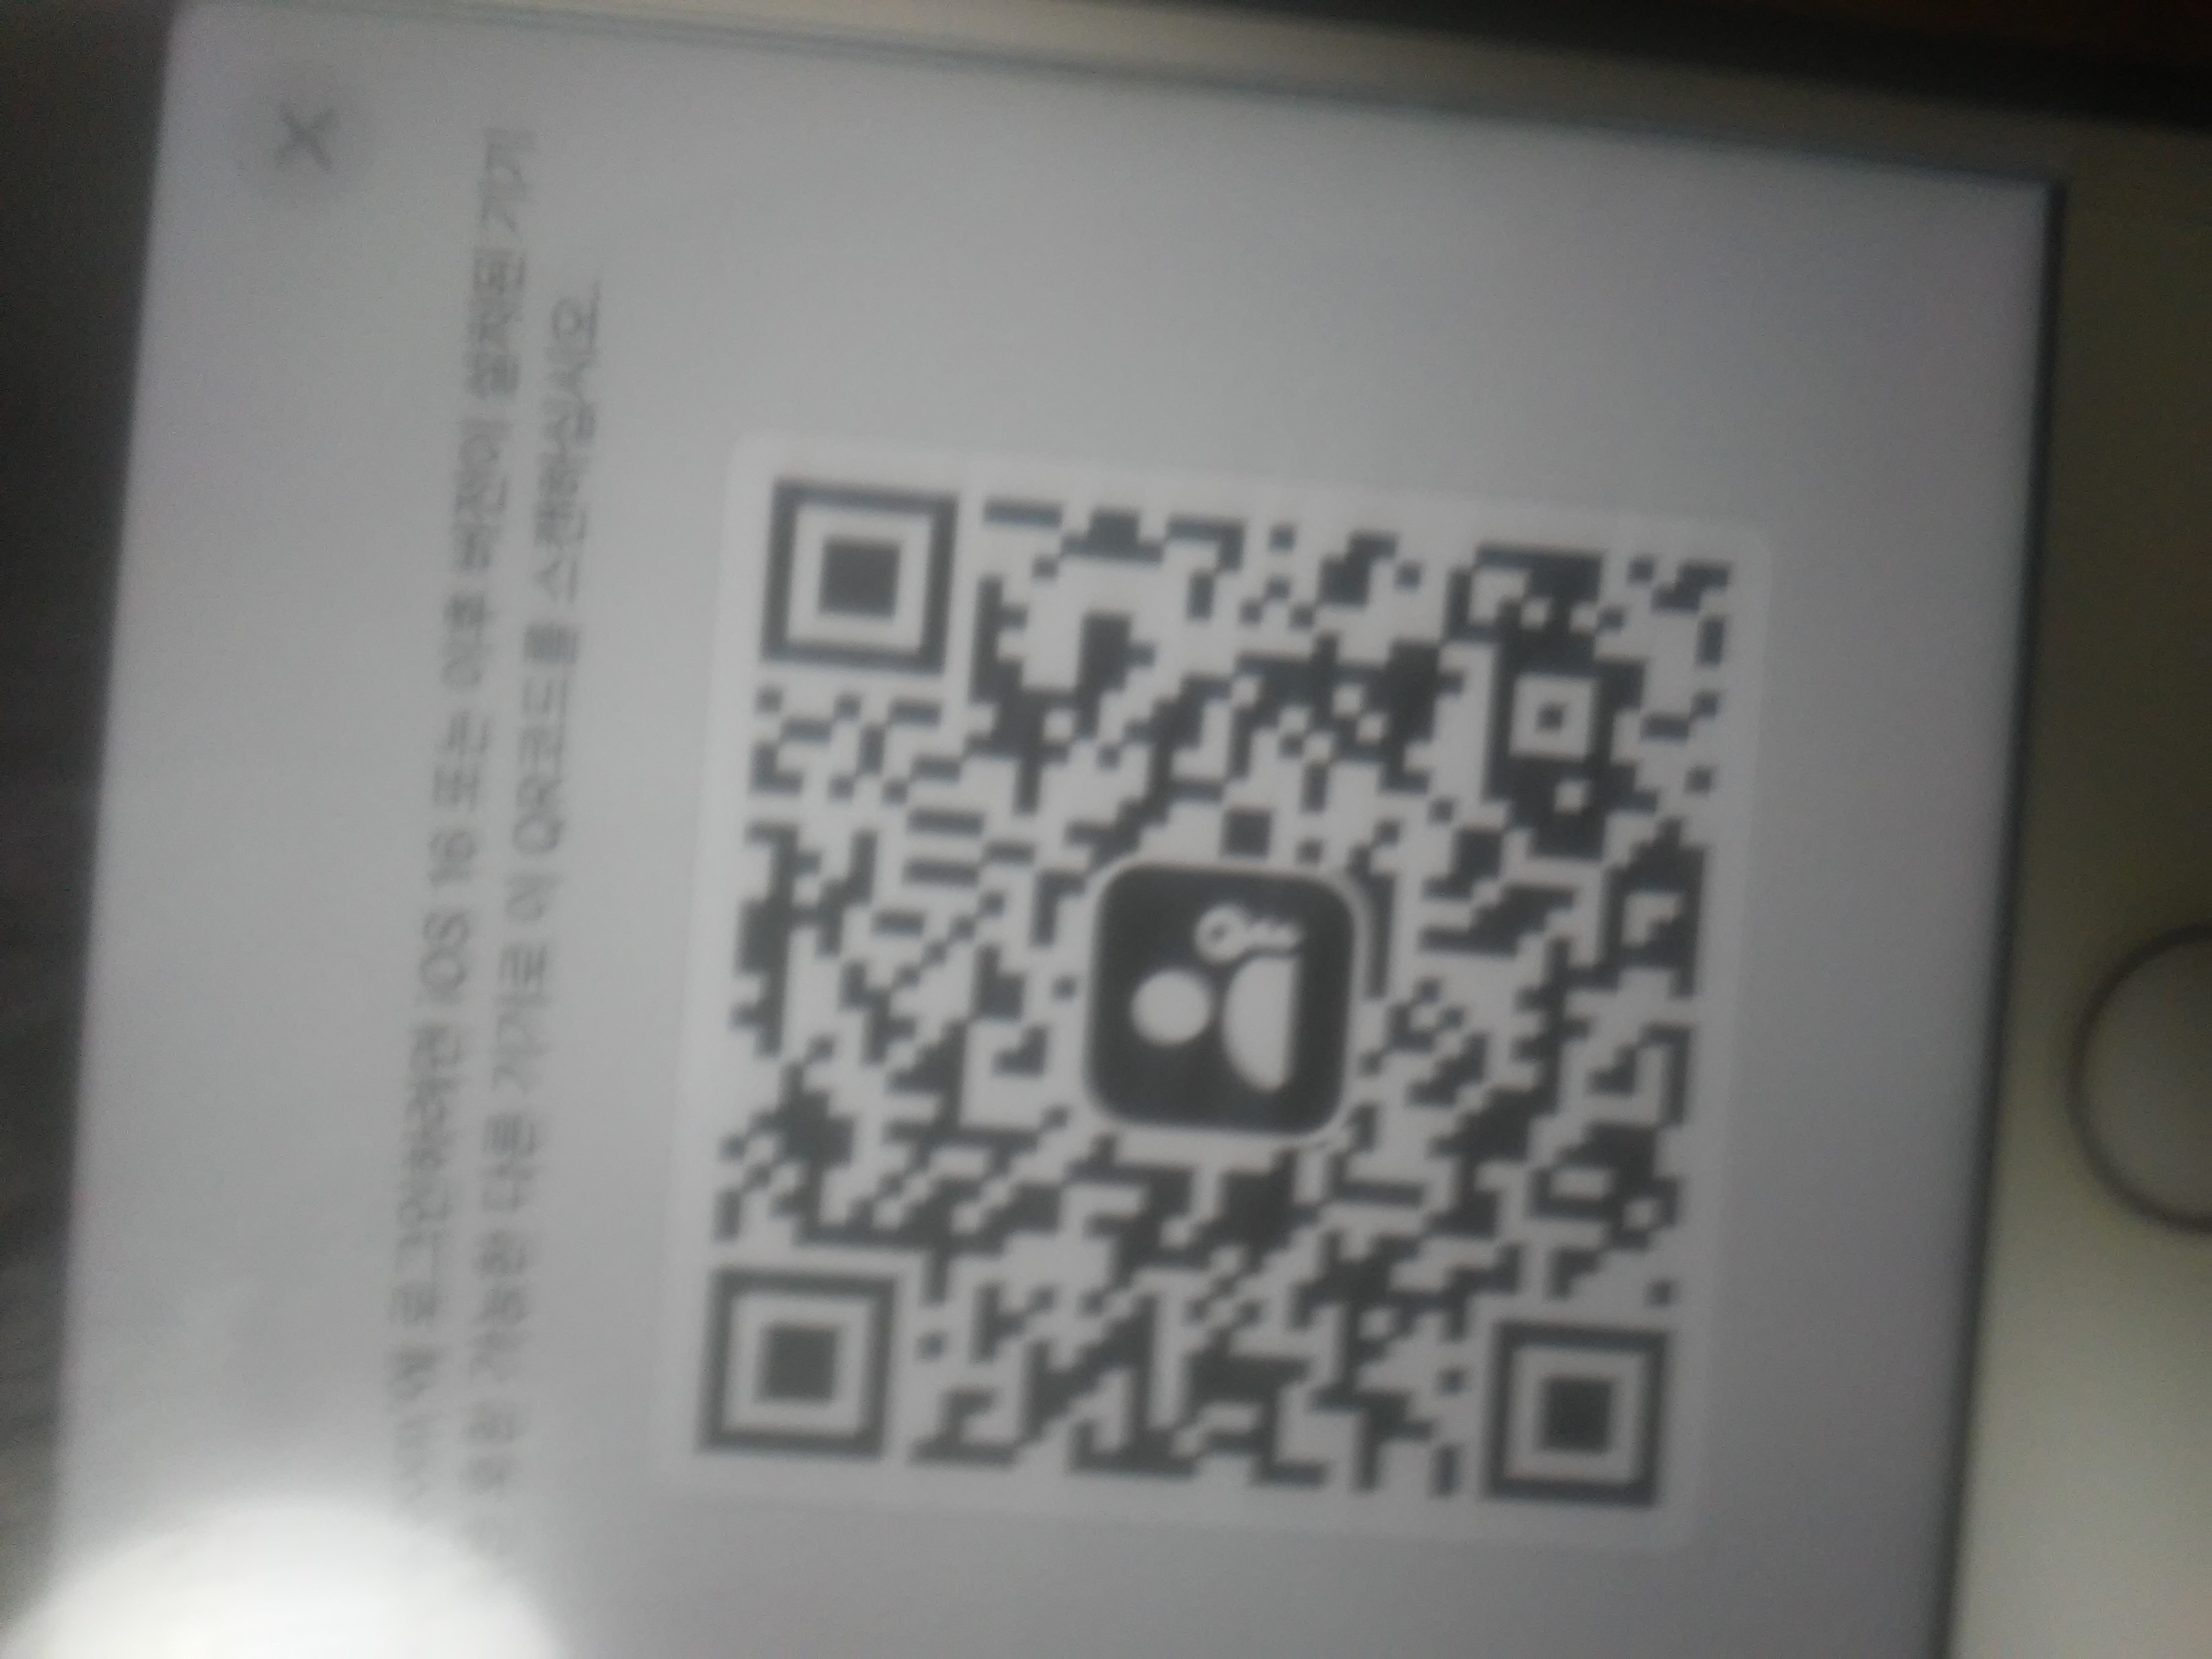 에 로그인하려면 iOS 16 또는 이후 버전이 설치된 기기
또한 가능한 다른 기기로 이 QR코드를 스캔하십시오.